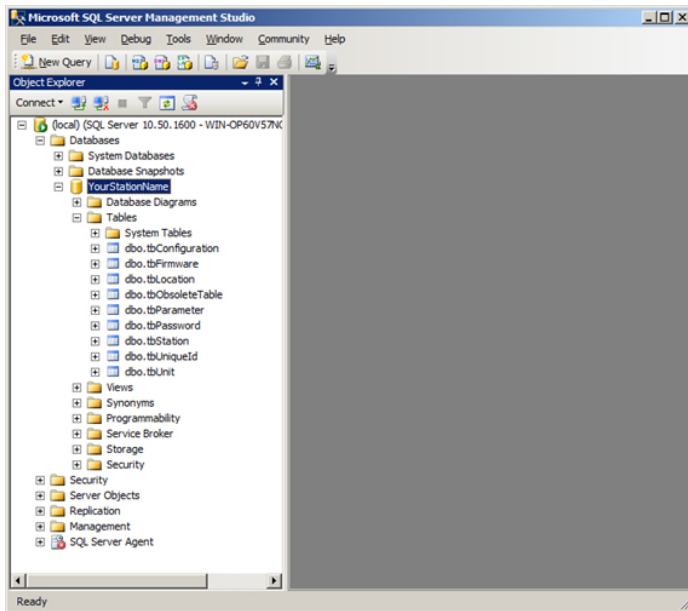 Microsoft SQL Server Management Studio
File Edit View Debug Tools Window Community Help
New Query
Object Explorer
Connect
(local) (SQL Server 10.50.1600 - WIN-OP60V57NC
Databases
System Databases
Database Snapshots
YourStationName
Database Diagrams
Tables
System Tables
dbo.tbConfiguration
dbo.tbFirmware
dbo.tbLocation
dbo.tbObsoleteTable
dbo.tbParameter
dbo.tbPassword
dbo.tbStation
dbo.tbUniqueId
dbo.tbUnit
Views
Synonyms
Programmability
Service Broker
Storage
Security
Security
Server Objects
Replication
Management
SQL Server Agent
Ready